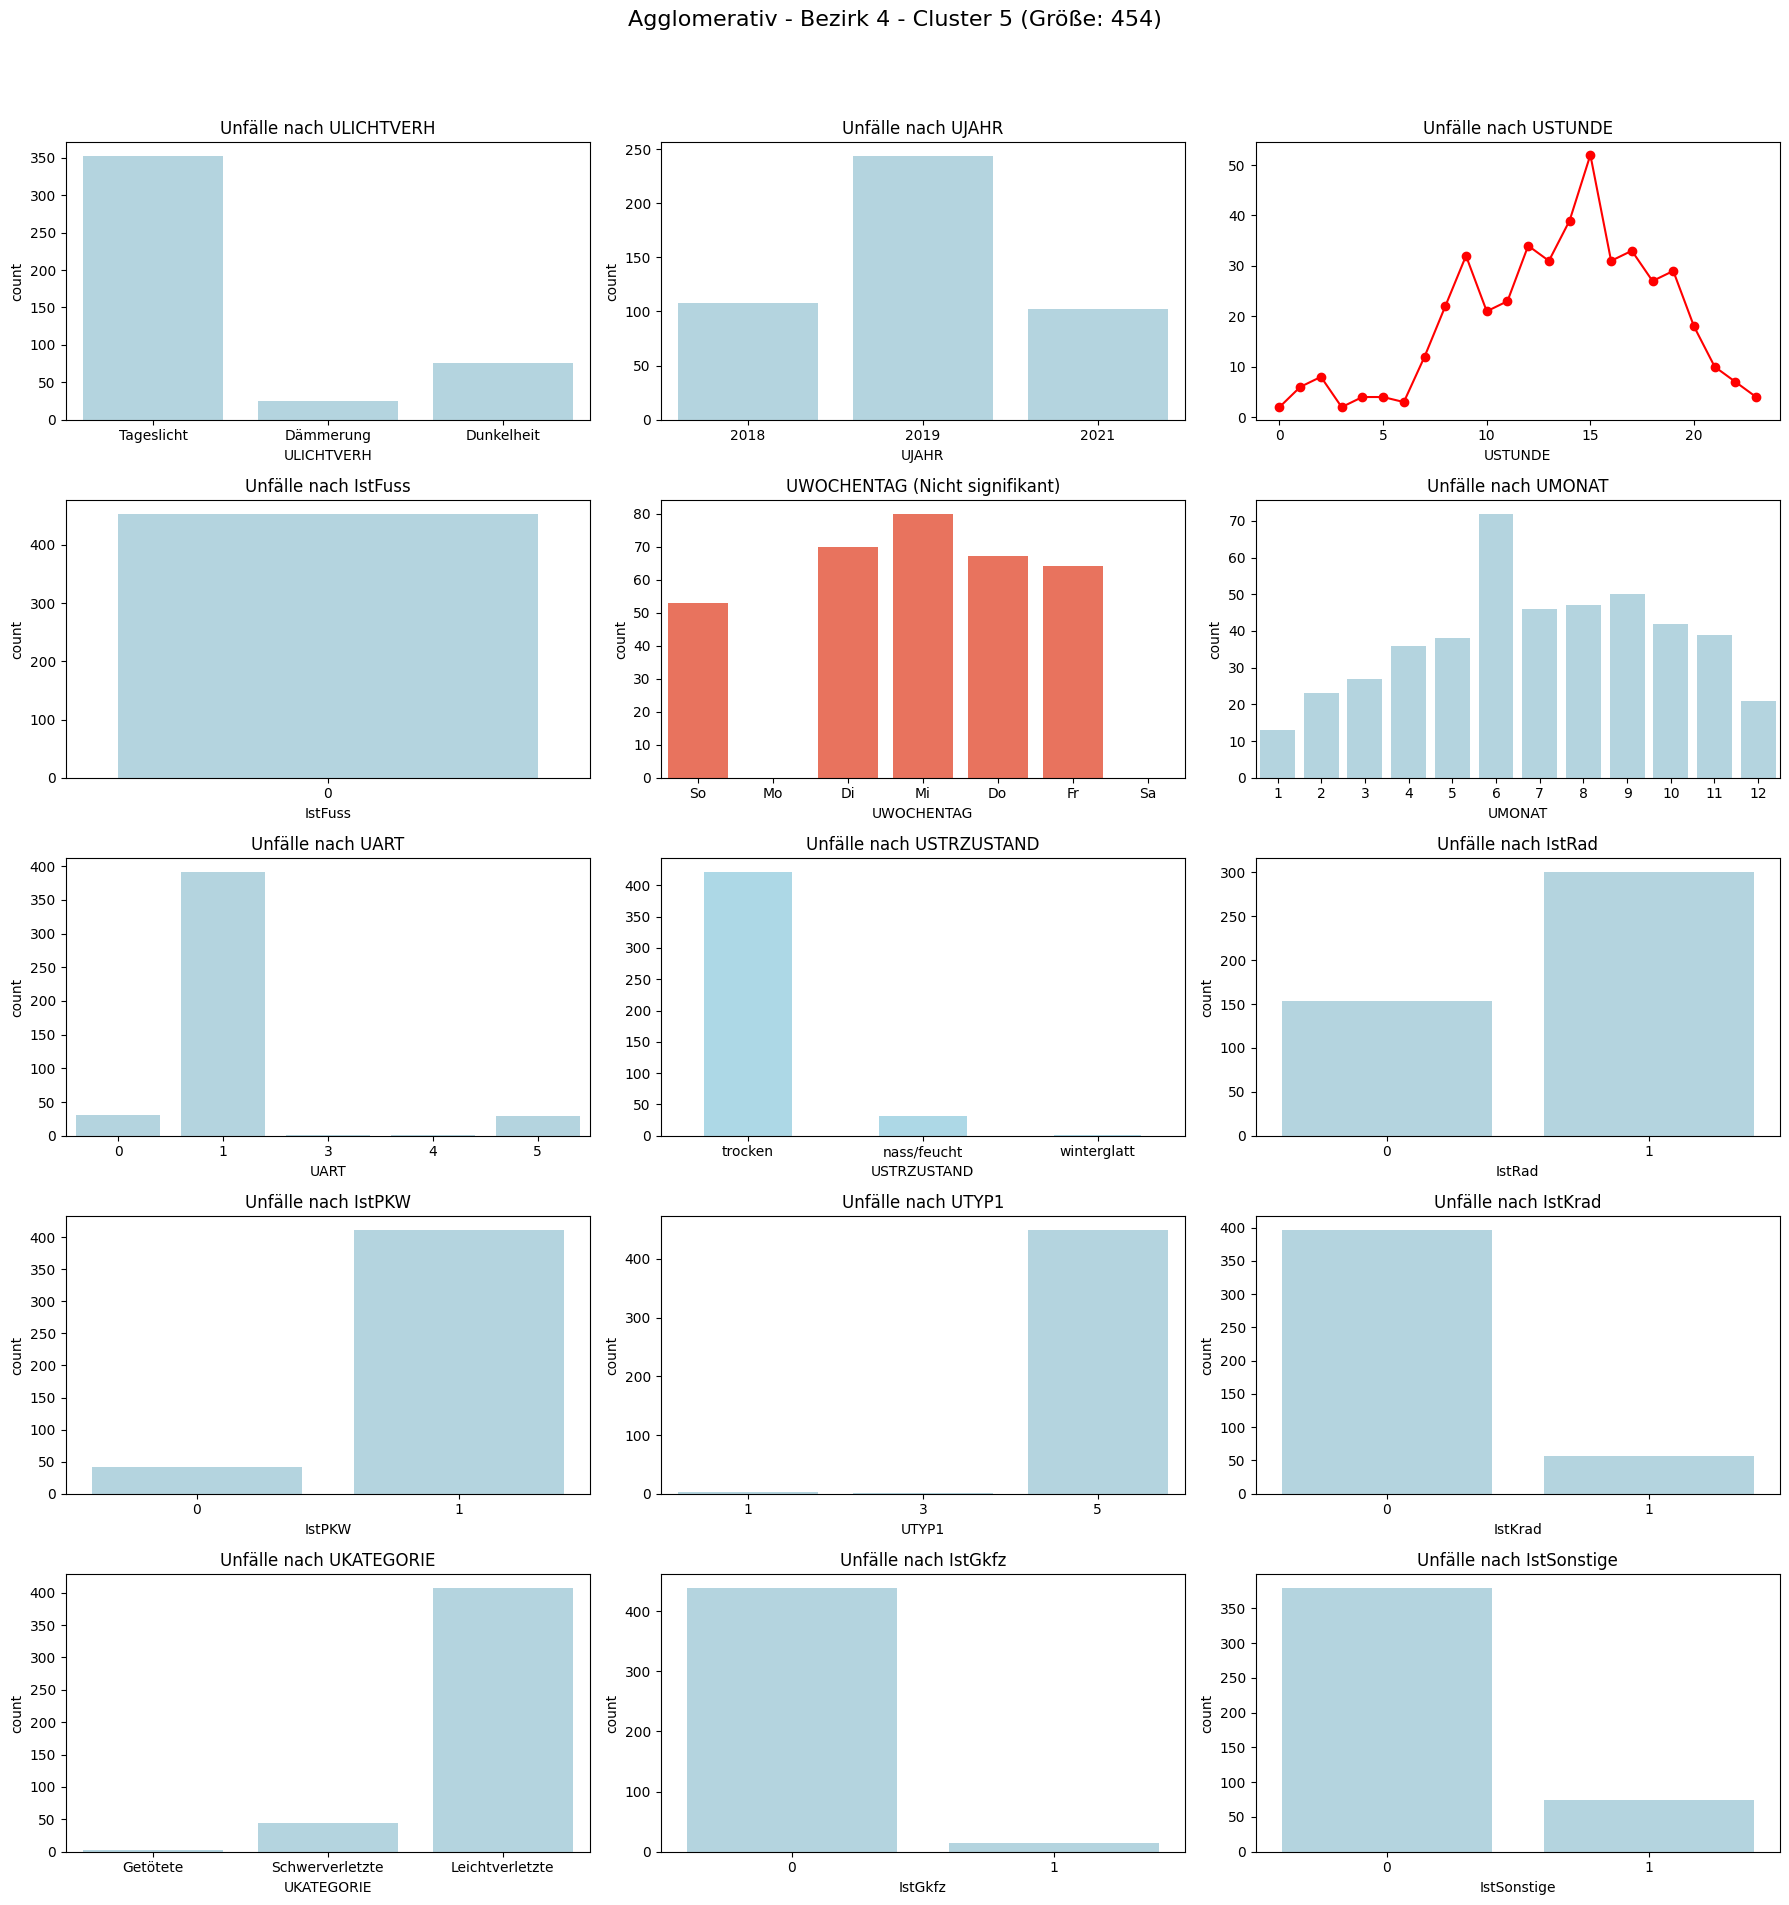 Agglomerativ - Bezirk 4 - Cluster 5 (Größe: 454)
Unfälle nach ULICHTVERH
350
300
250
200
150
100
50
0
count
Tageslicht Dämmerung Dunkelheit
ULICHTVERH
Unfälle nach UJAHR
250
200
150
100
50
0
count
2018 2019 2021
UJAHR
Unfälle nach USTUNDE
50
40
30
20
10
0
0 5 10 15 20
USTUNDE
Unfälle nach IstFuss
400
300
200
100
0
count
0
IstFuss
UWOCHENTAG (Nicht signifikant)
80
70
60
50
40
30
20
10
0
count
So Mo Di Mi Do Fr Sa
UWOCHENTAG
Unfälle nach UMONAT
70
60
50
40
30
20
10
0
count
1 2 3 4 5 6 7 8 9 10 11 12
UMONAT
Unfälle nach UART
400
350
300
250
200
150
100
50
0
count
0 1 3 4 5
UART
Unfälle nach USTRZUSTAND
400
350
300
250
200
150
100
50
0
count
trocken nass/feucht winterglatt
USTRZUSTAND
Unfälle nach IstRad
300
250
200
150
100
50
0
count
0 1
IstRad
Unfälle nach IstPKW
400
350
300
250
200
150
100
50
0
count
0 1
IstPKW
Unfälle nach UTYP1
400
300
200
100
0
count
1 3 5
UTYP1
Unfälle nach IstKrad
400
350
300
250
200
150
100
50
0
count
0 1
IstKrad
Unfälle nach UKATEGORIE
400
350
300
250
200
150
100
50
0
count
Getötete Schwerverletzte Leichtverletzte
UKATEGORIE
Unfälle nach IstGkfz
400
300
200
100
0
count
0 1
IstGkfz
Unfälle nach IstSonstige
350
300
250
200
150
100
50
0
count
0 1
IstSonstige